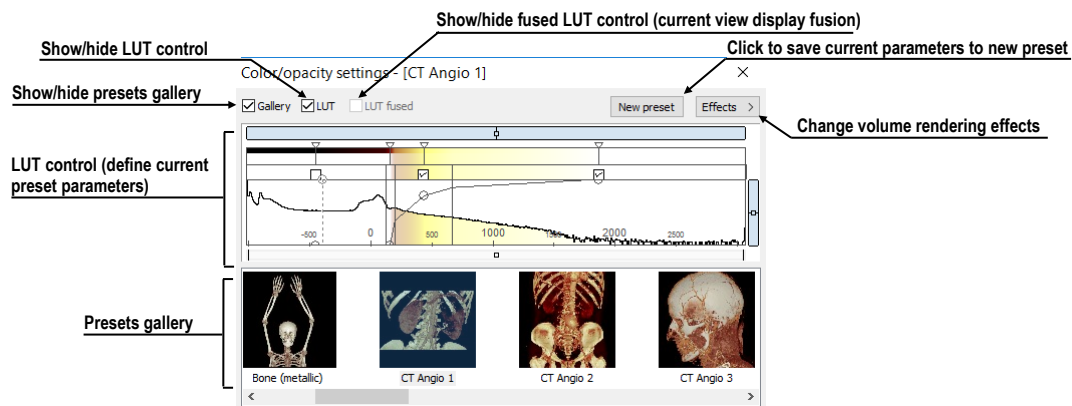 Show/hide fused LUT control (current view display fusion)
Show/hide LUT control
Click to save current parameters to new preset
Color/opacity settings - [CT Angio 1]
Show/hide presets gallery
Gallery LUT LUT fused New preset Effects >
Change volume rendering effects
LUT control (define current
preset parameters)
-500 0 500 1000 1500 2000 2500
Presets gallery
Bone (metallic) CT Angio 1 CT Angio 2 CT Angio 3